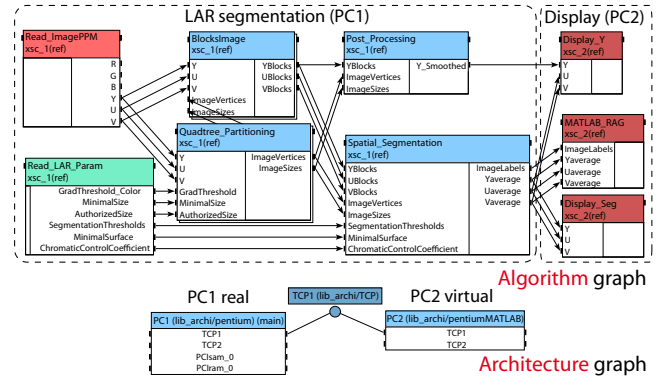 LAR segmentation (PC1)
Display (PC2)
Read_ImagePPM
xsc_1(ref)
R
G
B
Y
U
V
BlocksImage
xsc_1(ref)
Y
U
V
ImageVertices
ImageSizes
YBlocks
UBlocks
VBlocks
Post_Processing
xsc_1(ref)
YBlocks
ImageVertices
ImageSizes
Y_Smoothed
Display_Y
xsc_2(ref)
Y
U
V
Quadtree_Partitioning
xsc_1(ref)
Y
U
V
GradThreshold
MinimalSize
AuthorizedSize
ImageVertices
ImageSizes
MATLAB_RAG
xsc_2(ref)
ImageLabels
Yaverage
Uaverage
Vaverage
Spatial_Segmentation
xsc_1(ref)
YBlocks
UBlocks
VBlocks
ImageVertices
ImageSizes
SegmentationThresholds
MinimalSurface
ChromaticControlCoefficient
ImageLabels
Yaverage
Uaverage
Vaverage
Read_LAR_Param
xsc_1(ref)
GradThreshold_Color
MinimalSize
AuthorizedSize
SegmentationThresholds
MinimalSurface
ChromaticControlCoefficient
Display_Seg
xsc_2(ref)
Y
U
V
Algorithm graph
PC1 real
TCP1 (lib_archi/TCP)
PC2 virtual
PC1 (lib_archi/pentium) (main)
TCP1
TCP2
PCIsam_0
PCIram_0
PC2 (lib_archi/pentiumMATLAB)
TCP1
TCP2
Architecture graph